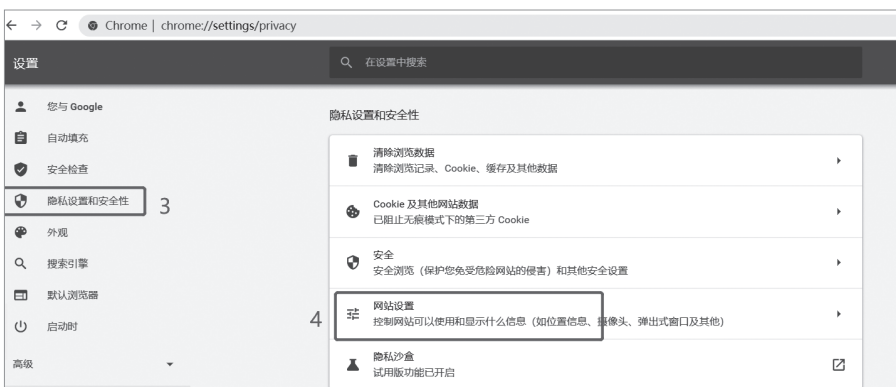 Chrome | chrome://settings/privacy
设置
在设置中搜索
您与 Google
自动填充
安全检查
隐私设置和安全性
3
外观
搜索引擎
默认浏览器
启动时
高级
隐私设置和安全性
清除浏览数据
清除浏览记录、Cookie、缓存及其他数据
Cookie 及其他网站数据
已阻止无痕模式下的第三方 Cookie
安全
安全浏览（保护您免受危险网站的侵害）和其他安全设置
4
网站设置
控制网站可以使用和显示什么信息（如位置信息、摄像头、弹出式窗口及其他）
隐私沙盒
试用版功能已开启